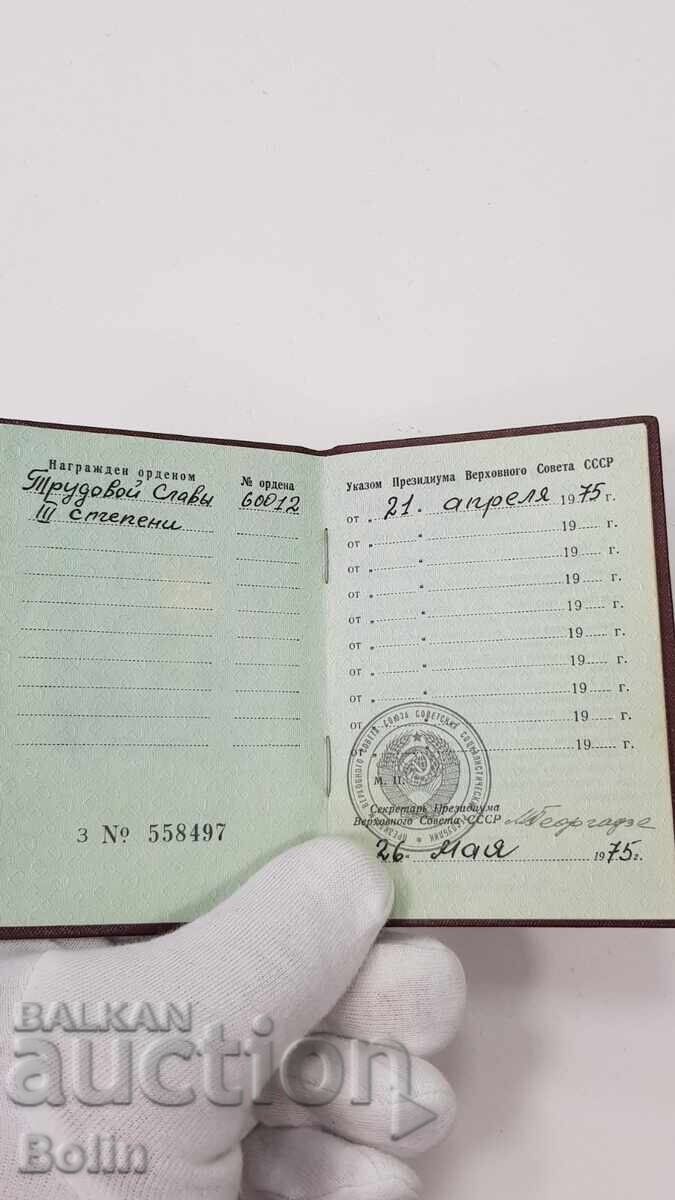 Награжден орденом
№ ордена
Трудовой Славы
60012
III степени
З № 558497
Указом Президиума Верховного Совета СССР
от „ 21 “ апреля 1975 г.
от „ “ 19 г.
от „ “ 19 г.
от „ “ 19 г.
от „ “ 19 г.
от „ “ 19 г.
от „ “ 19 г.
от „ “ 19 г.
от „ “ 19 г.
М. П.
Секретарь Президиума
Верховного Совета СССР
М Георгадзе
26 мая 1975 г.
BALKAN
auction
Bolin